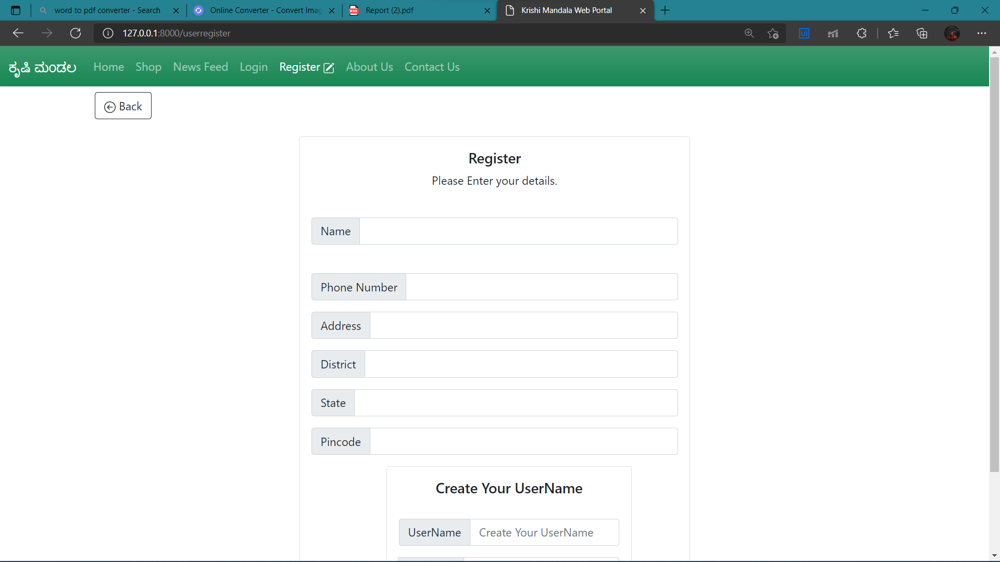 word to pdf converter - Search
Online Converter - Convert Imag
Report (2).pdf
Krishi Mandala Web Portal
127.0.0.1:8000/userregister
ಕೃಷಿ ಮಂಡಲ Home Shop News Feed Login Register About Us Contact Us
Back
Register
Please Enter your details.
Name
Phone Number
Address
District
State
Pincode
Create Your UserName
UserName Create Your UserName